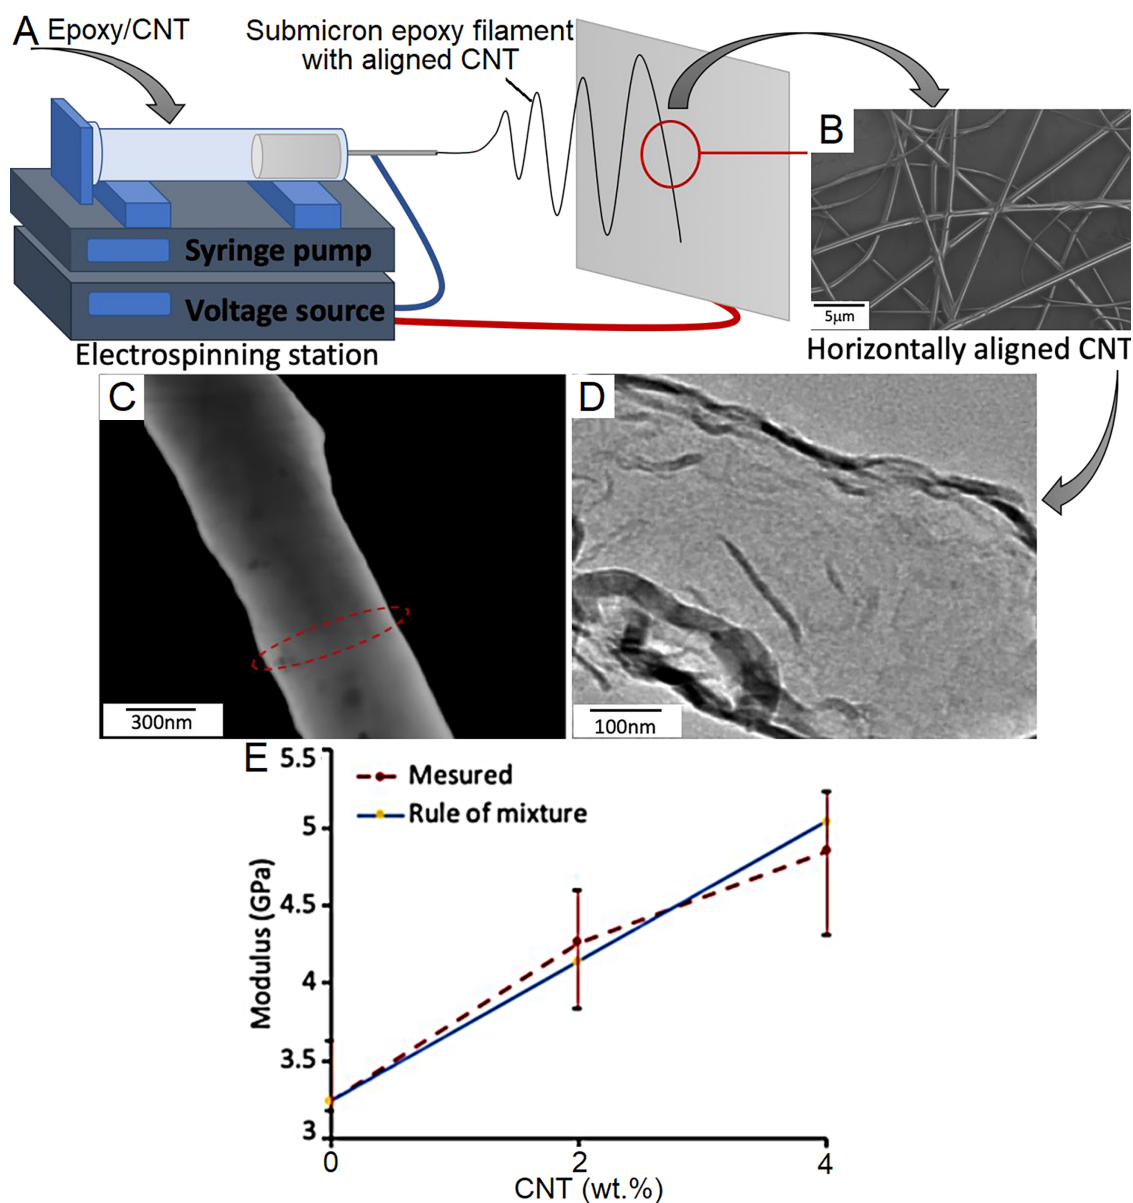 A
Epoxy/CNT
Submicron epoxy filament
with aligned CNT
Syringe pump
Voltage source
Electrospinning station
B
5μm
Horizontally aligned CNT
C
300nm
D
100nm
E
5.5
5
4.5
4
3.5
3
Modulus (GPa)
Mesured
Rule of mixture
0
2
4
CNT (wt.%)